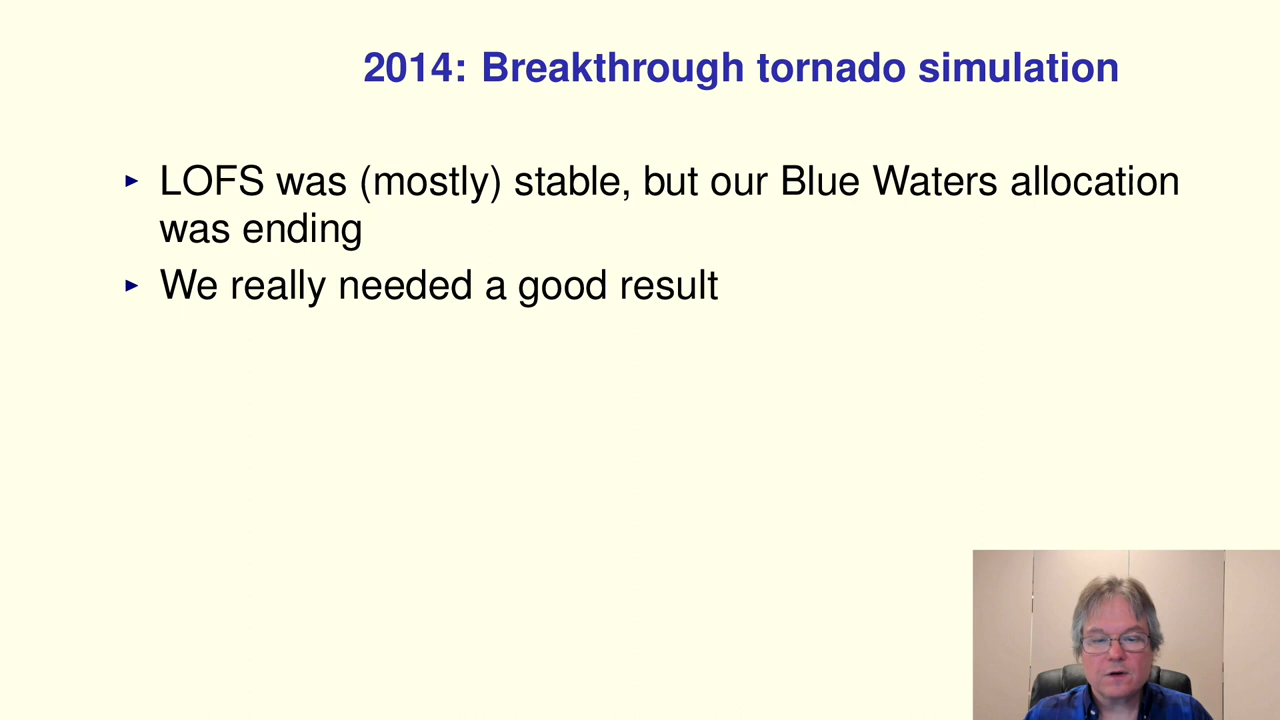 2014: Breakthrough tornado simulation
LOFS was (mostly) stable, but our Blue Waters allocation
was ending
We really needed a good result